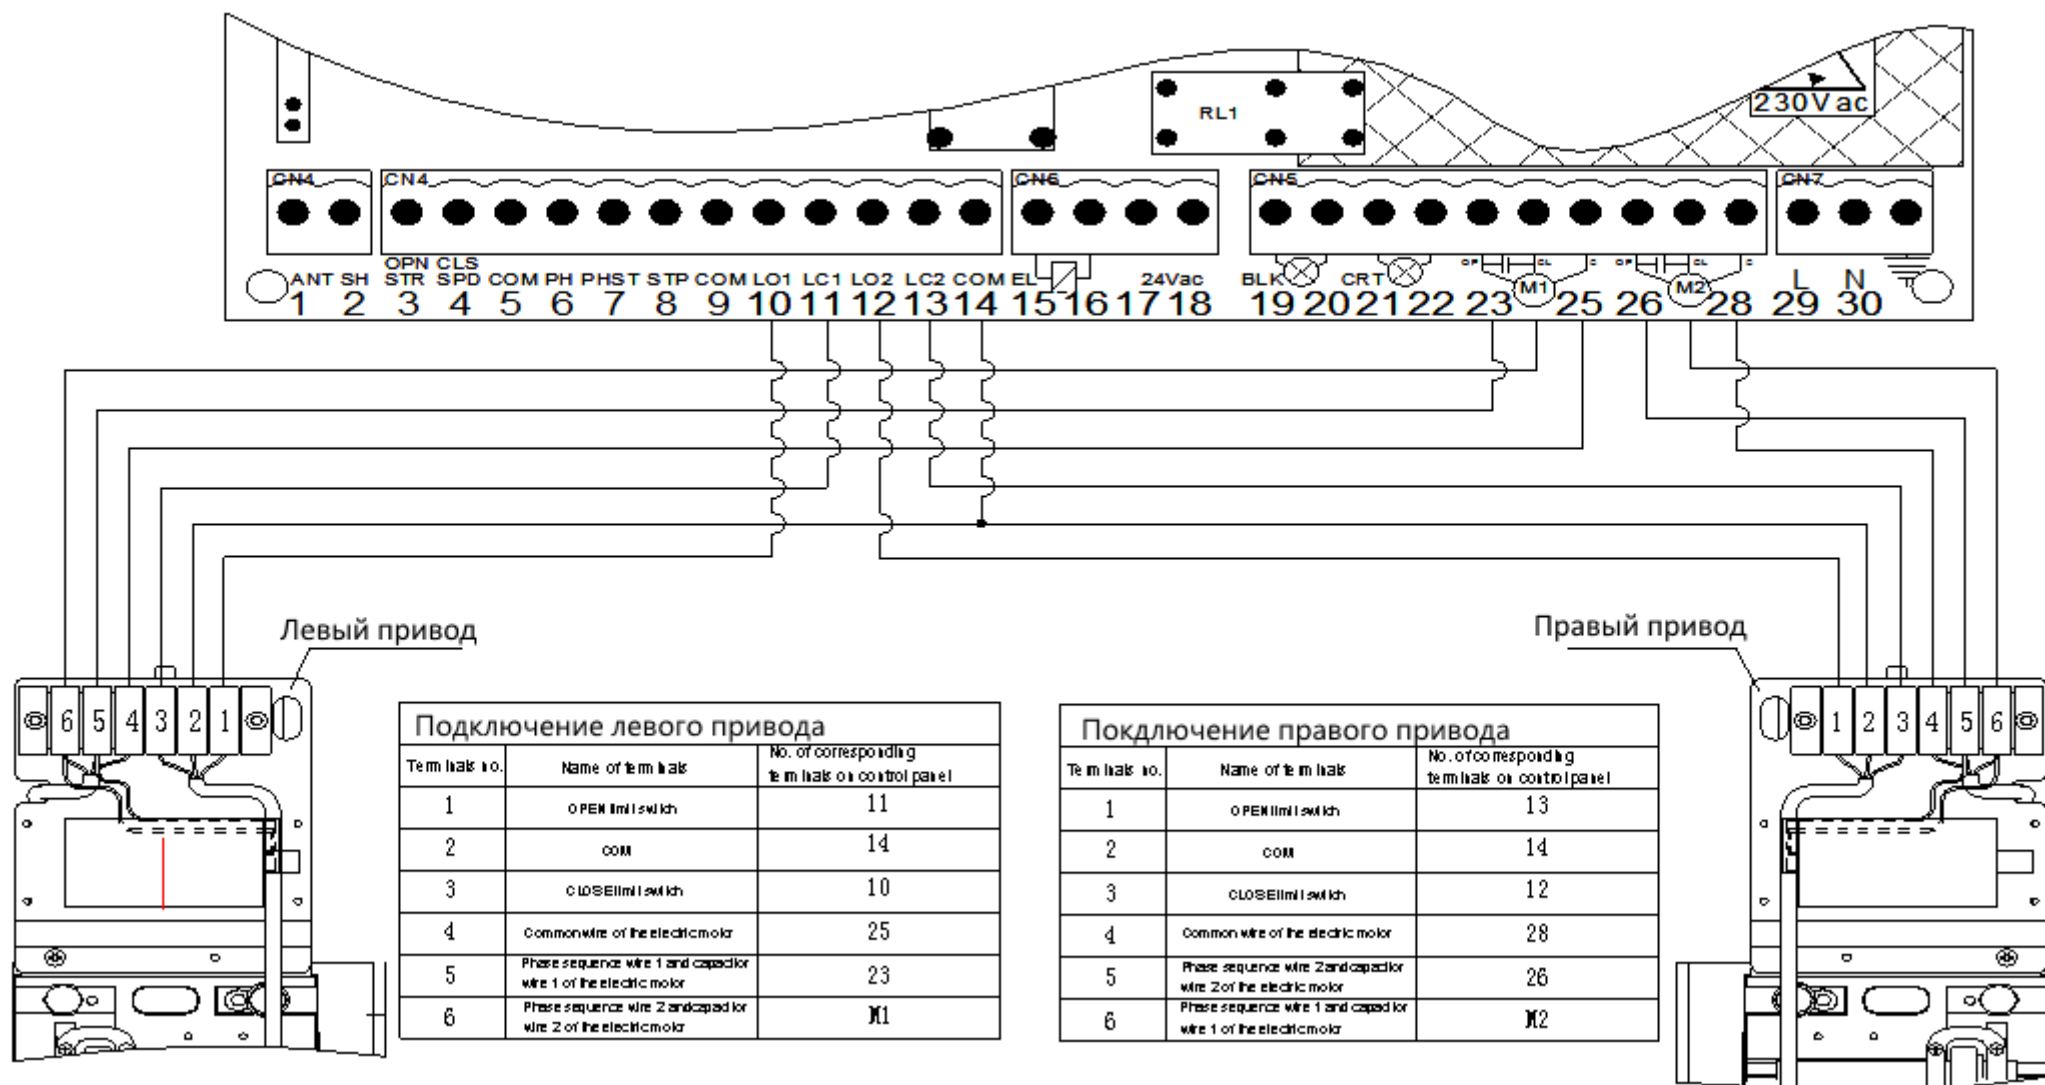 RL1
230Vac
CN4 CN4 CN6 CN5 CN7
OPN CLS OP CL C OP CL C
ANT SH STR SPD COM PH PHST STP COM LO1 LC1 LO2 LC2 COM EL 24Vac BLK CRT M1 M2 L N
1 2 3 4 5 6 7 8 9 10 11 12 13 14 15 16 17 18 19 20 21 22 23 25 26 28 29 30
Левый привод
Правый привод
6 5 4 3 2 1
1 2 3 4 5 6
Подключение левого привода
Terminals no. Name of terminals No. of corresponding
terminals on control panel
1 OPEN limit switch 11
2 COM 14
3 CLOSE limit switch 10
4 Common wire of the electric motor 25
5 Phase sequence wire 1 and capacitor
wire 1 of the electric motor 23
6 Phase sequence wire 2 and capacitor
wire 2 of the electric motor M1
Покдлючение правого привода
Terminals no. Name of terminals No. of corresponding
terminals on control panel
1 OPEN limit switch 13
2 COM 14
3 CLOSE limit switch 12
4 Common wire of the electric motor 28
5 Phase sequence wire 2 and capacitor
wire 2 of the electric motor 26
6 Phase sequence wire 1 and capacitor
wire 1 of the electric motor M2